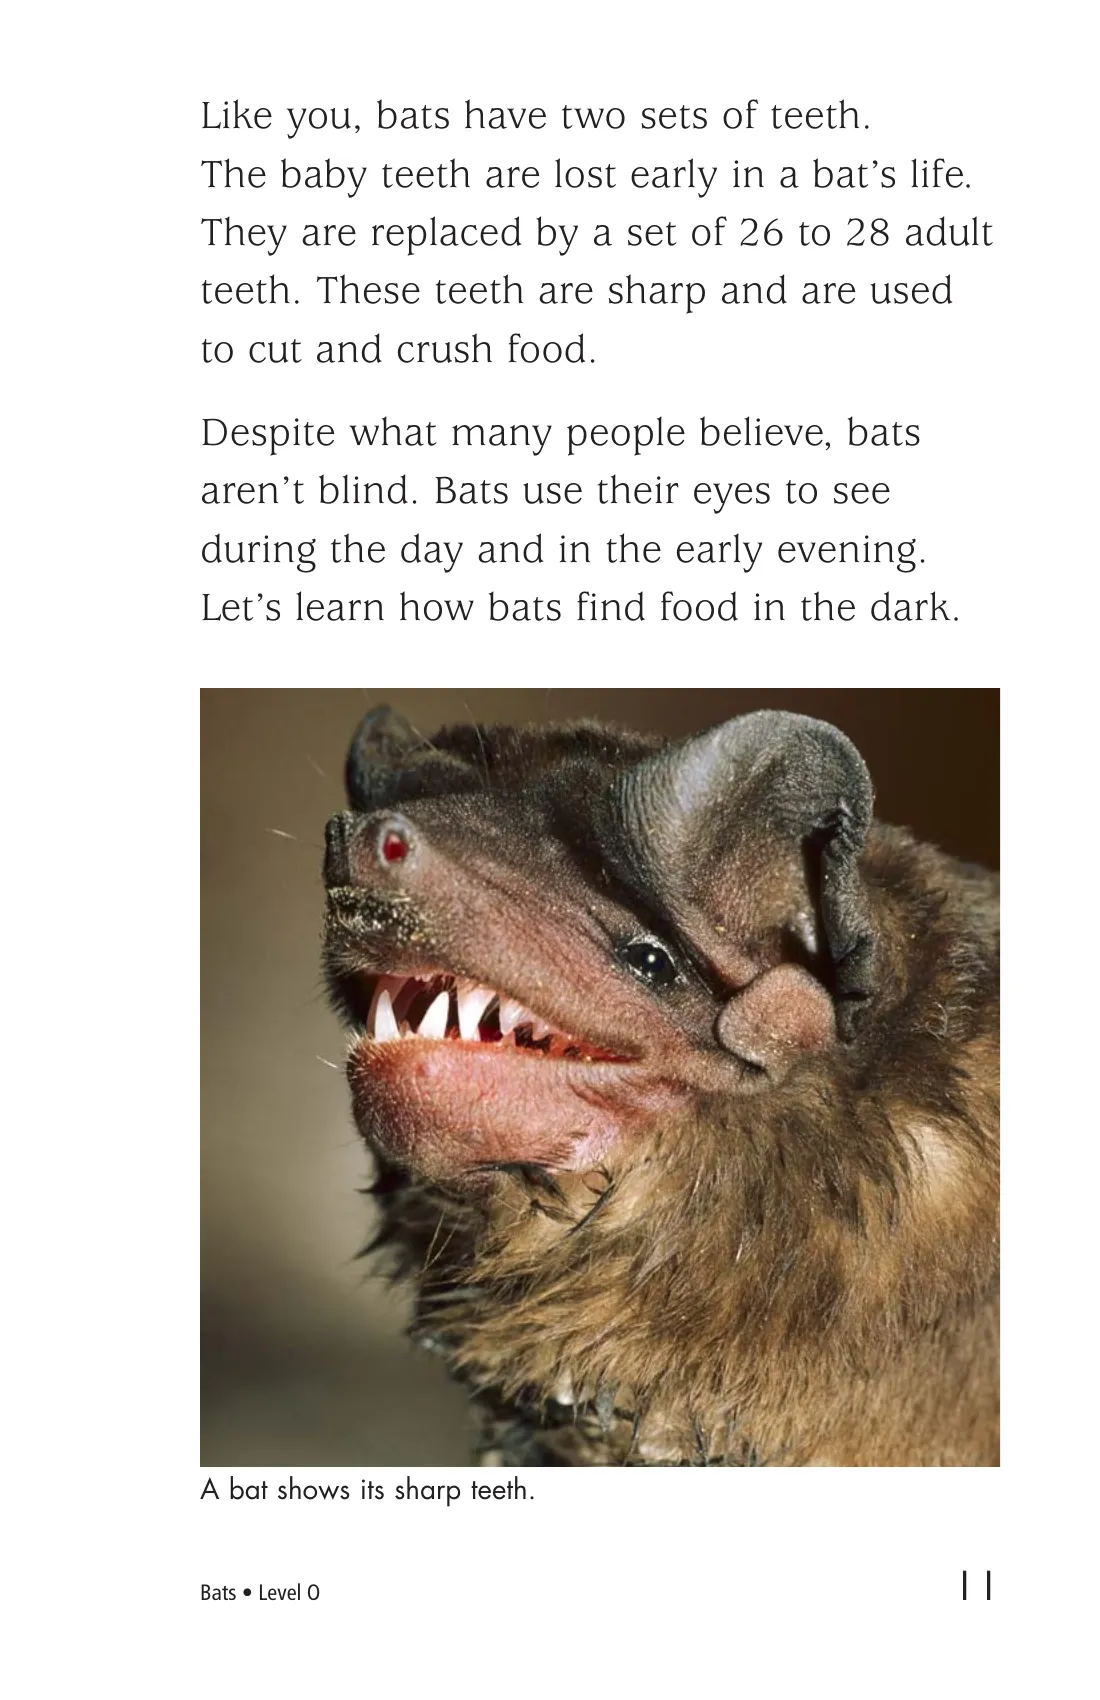 Like you, bats have two sets of teeth.
The baby teeth are lost early in a bat’s life.
They are replaced by a set of 26 to 28 adult
teeth. These teeth are sharp and are used
to cut and crush food.
Despite what many people believe, bats
aren’t blind. Bats use their eyes to see
during the day and in the early evening.
Let’s learn how bats find food in the dark.
A bat shows its sharp teeth.
Bats • Level O
11